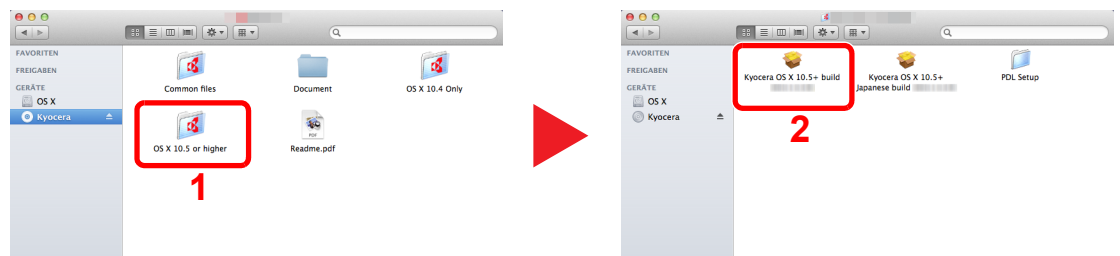 FAVORITEN
FREIGABEN
GERÄTE
OS X
Kyocera
Common files
Document
OS X 10.4 Only
OS X 10.5 or higher
PDF
Readme.pdf
1
FAVORITEN
FREIGABEN
GERÄTE
OS X
Kyocera
Kyocera OS X 10.5+ build
Kyocera OS X 10.5+
Japanese build
PDL Setup
2